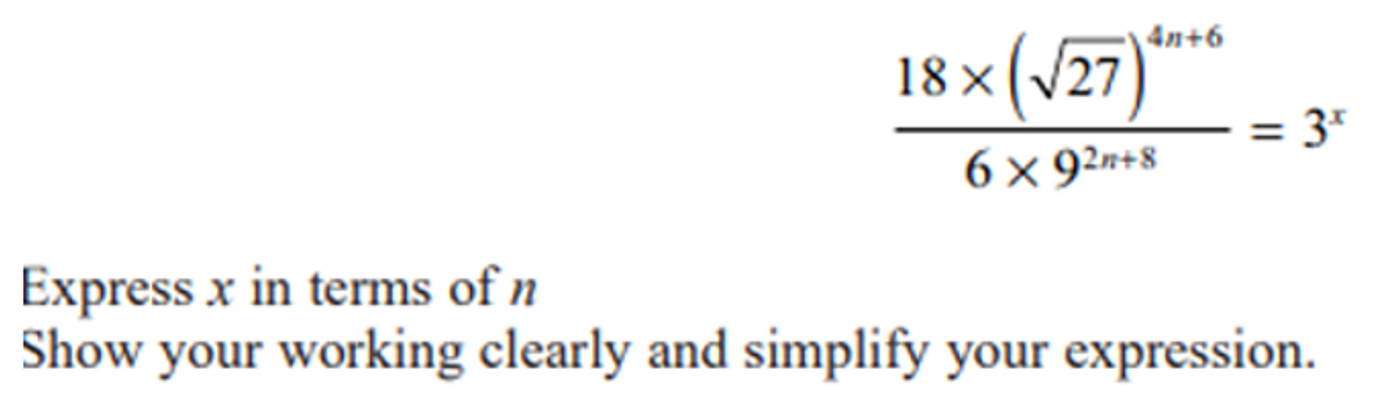 18 × (√27)^{4n+6} / 6 × 9^{2n+8} = 3^x
Express x in terms of n
Show your working clearly and simplify your expression.